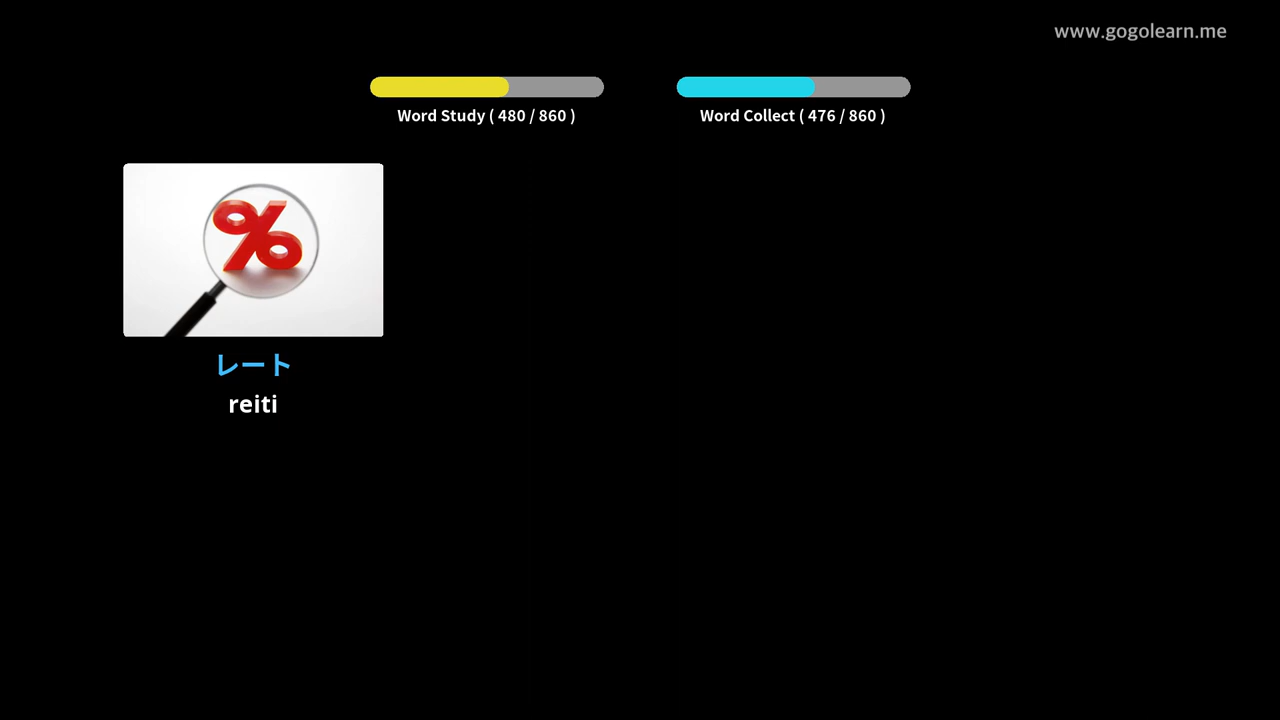 www.gogolearn.me
Word Study ( 480 / 860 )
Word Collect ( 476 / 860 )
%
レート
reiti